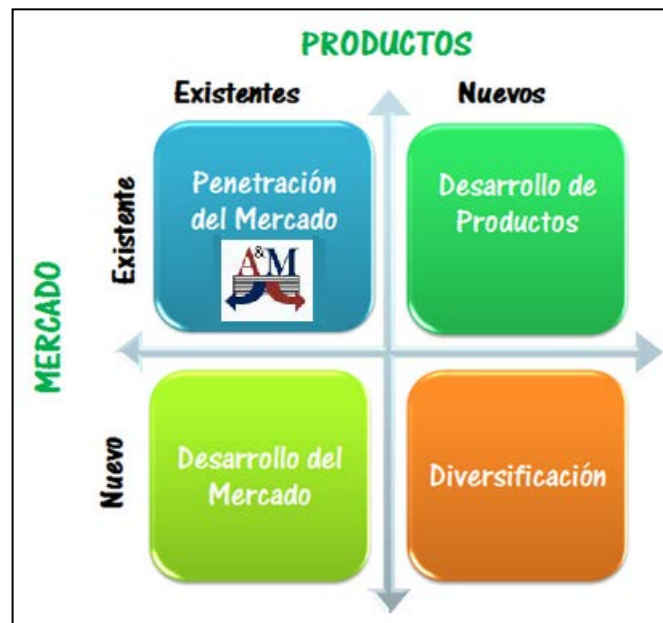 PRODUCTOS
Existentes
Nuevos
MERCADO
Existente
Penetración
del Mercado
A&M
Desarrollo de
Productos
Nuevo
Desarrollo del
Mercado
Diversificación